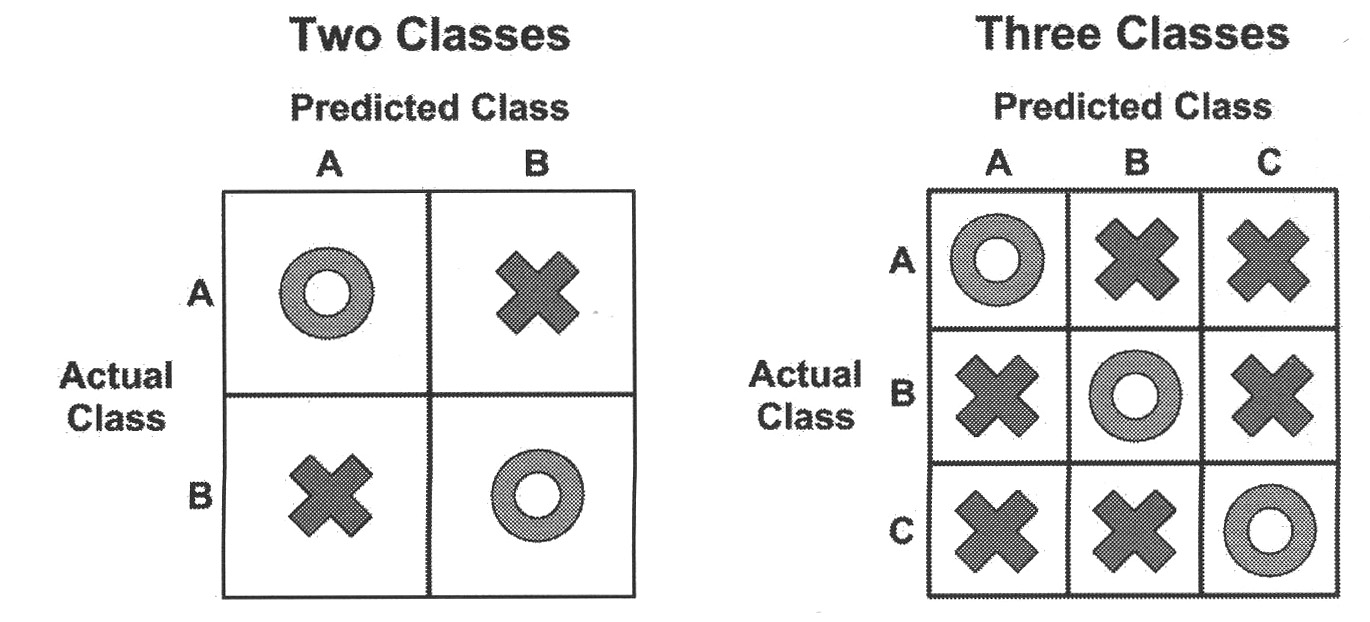 Two Classes
Predicted Class
A B
A
Actual
Class
B
Three Classes
Predicted Class
A B C
A
Actual
Class
B
C